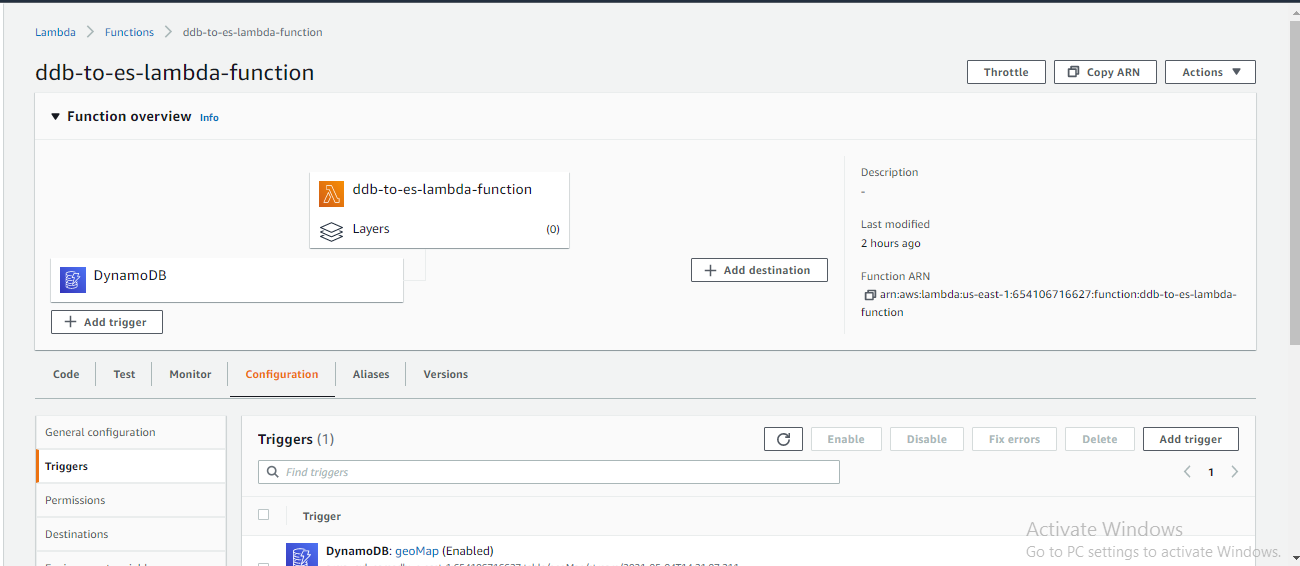 Lambda > Functions > ddb-to-es-lambda-function
ddb-to-es-lambda-function
Throttle
Copy ARN
Actions ▼
▼ Function overview Info
ddb-to-es-lambda-function
Layers (0)
DynamoDB
+ Add trigger
+ Add destination
Description
-
Last modified
2 hours ago
Function ARN
arn:aws:lambda:us-east-1:654106716627:function:ddb-to-es-lambda-
function
Code
Test
Monitor
Configuration
Aliases
Versions
General configuration
Triggers
Permissions
Destinations
Triggers (1)
Enable
Disable
Fix errors
Delete
Add trigger
Find triggers
< 1 >
Trigger
DynamoDB: geoMap (Enabled)
Activate Windows
Go to PC settings to activate Windows.